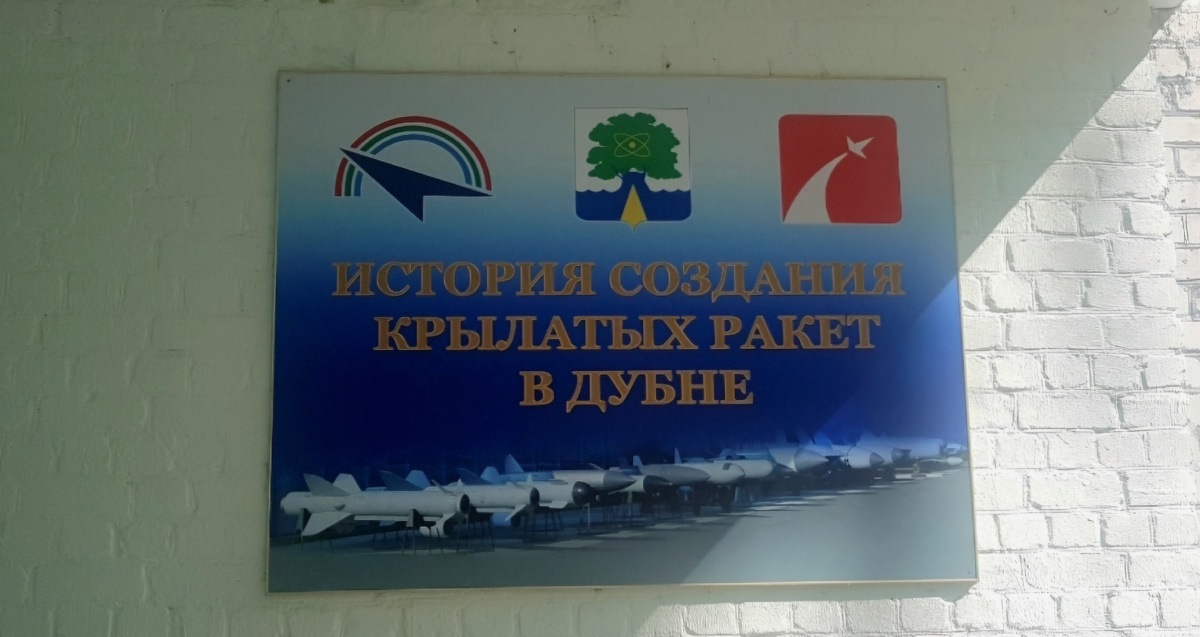 ИСТОРИЯ СОЗДАНИЯ
КРЫЛАТЫХ РАКЕТ
В ДУБНЕ